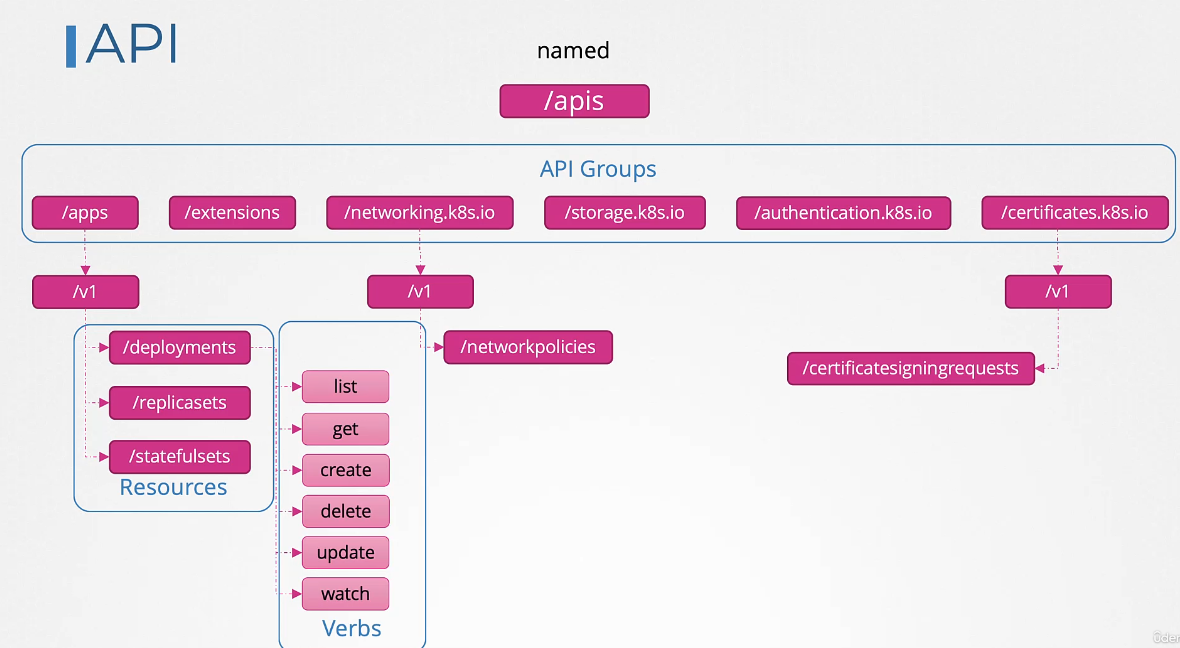 API
named
/apis
API Groups
/apps
/extensions
/networking.k8s.io
/storage.k8s.io
/authentication.k8s.io
/certificates.k8s.io
/v1
/v1
/v1
/deployments
/replicasets
/statefulsets
Resources
list
get
create
delete
update
watch
Verbs
/networkpolicies
/certificatesigningrequests